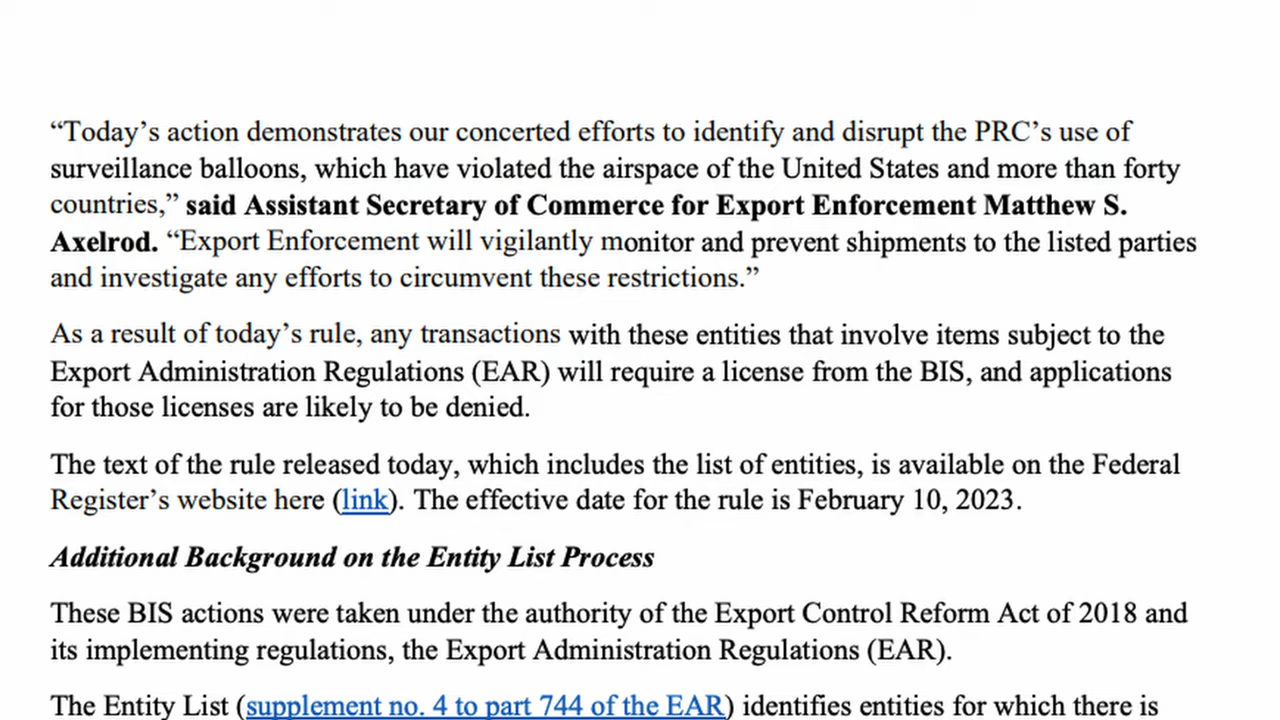 “Today’s action demonstrates our concerted efforts to identify and disrupt the PRC’s use of
surveillance balloons, which have violated the airspace of the United States and more than forty
countries,” said Assistant Secretary of Commerce for Export Enforcement Matthew S.
Axelrod. “Export Enforcement will vigilantly monitor and prevent shipments to the listed parties
and investigate any efforts to circumvent these restrictions.”
As a result of today’s rule, any transactions with these entities that involve items subject to the
Export Administration Regulations (EAR) will require a license from the BIS, and applications
for those licenses are likely to be denied.
The text of the rule released today, which includes the list of entities, is available on the Federal
Register’s website here (link). The effective date for the rule is February 10, 2023.
Additional Background on the Entity List Process
These BIS actions were taken under the authority of the Export Control Reform Act of 2018 and
its implementing regulations, the Export Administration Regulations (EAR).
The Entity List (supplement no. 4 to part 744 of the EAR) identifies entities for which there is